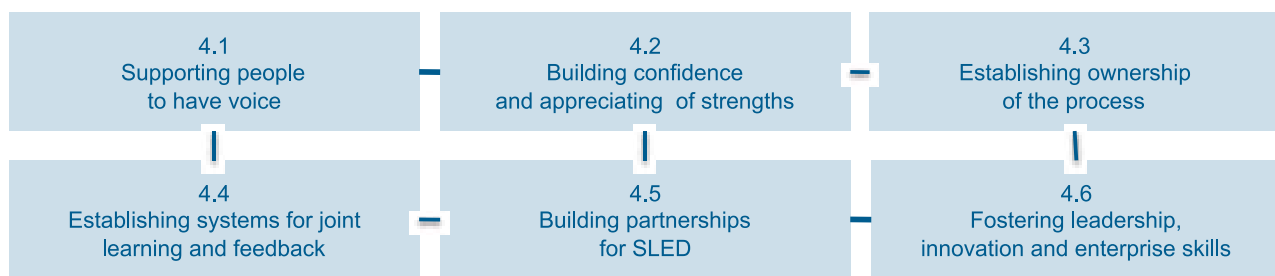 4.1
Supporting people
to have voice
4.2
Building confidence
and appreciating of strengths
4.3
Establishing ownership
of the process
4.4
Establishing systems for joint
learning and feedback
4.5
Building partnerships
for SLED
4.6
Fostering leadership,
innovation and enterprise skills